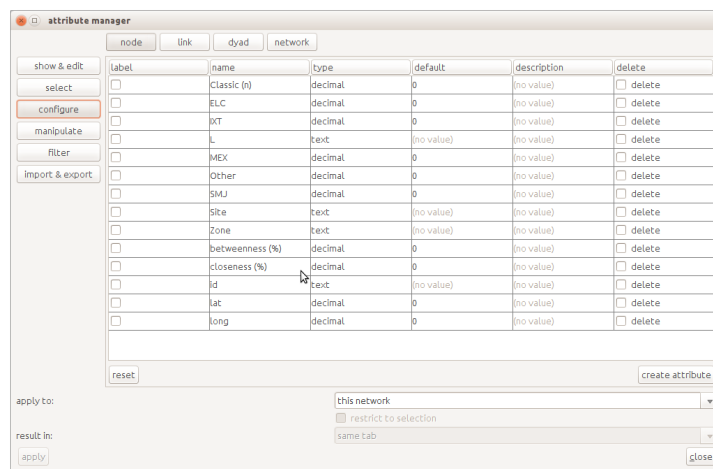 attribute manager
node link dyad network
show & edit
select
configure
manipulate
filter
import & export
label name type default description delete
Classic (n) decimal 0 (no value) delete
ELC decimal 0 (no value) delete
IXT decimal 0 (no value) delete
L text (no value) (no value) delete
MEX decimal 0 (no value) delete
Other decimal 0 (no value) delete
SMJ decimal 0 (no value) delete
Site text (no value) (no value) delete
Zone text (no value) (no value) delete
betweenness (%) decimal 0 (no value) delete
closeness (%) decimal 0 (no value) delete
id text (no value) (no value) delete
lat decimal 0 (no value) delete
long decimal 0 (no value) delete
reset create attribute
apply to: this network
restrict to selection
result in: same tab
apply close